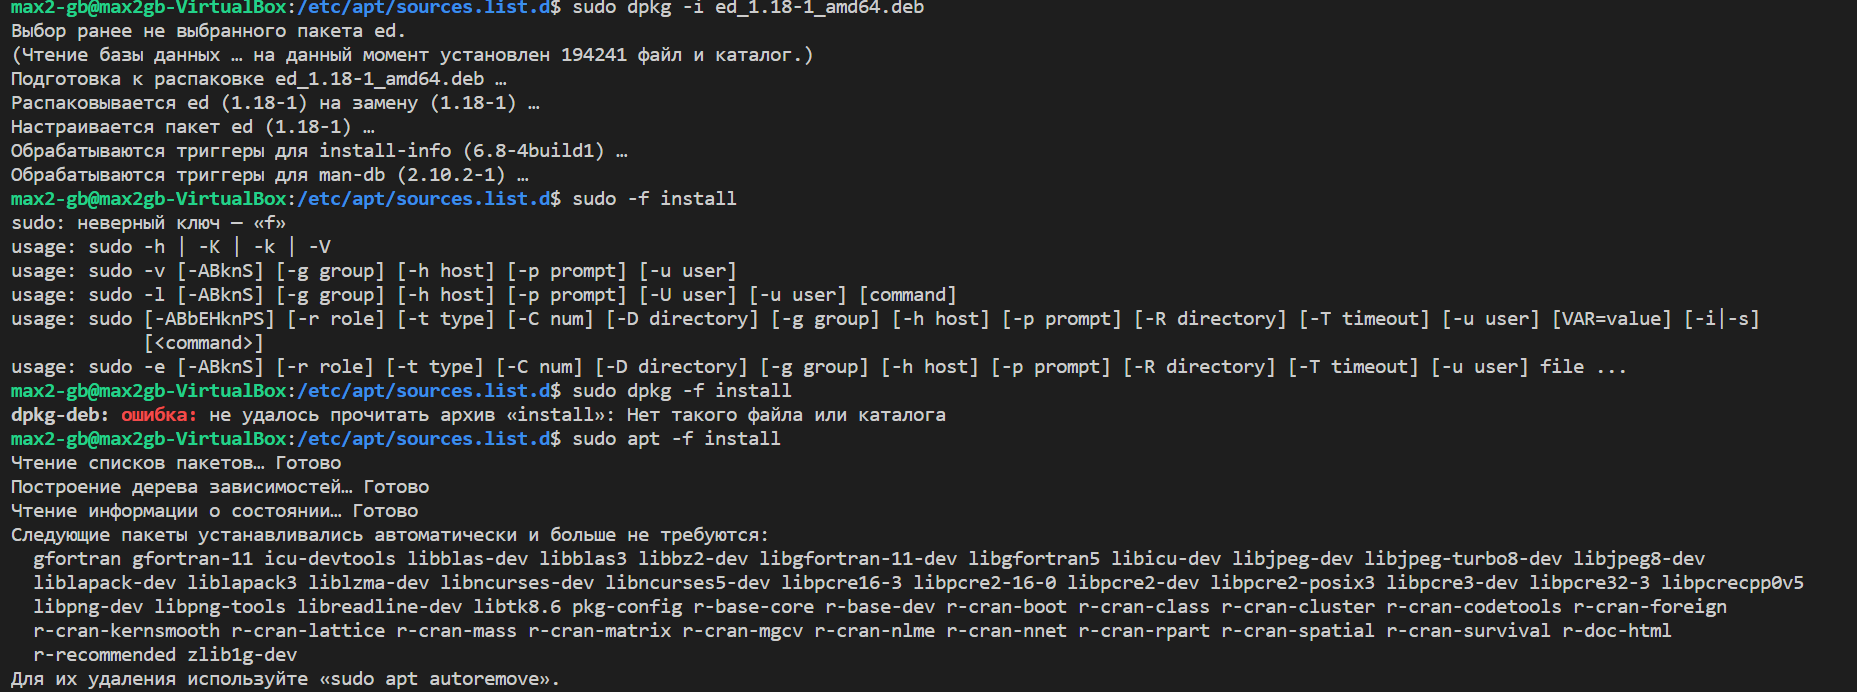 max2-gb@max2gb-VirtualBox:/etc/apt/sources.list.d$ sudo dpkg -i ed_1.18-1_amd64.deb
Выбор ранее не выбранного пакета ed.
(Чтение базы данных … на данный момент установлен 194241 файл и каталог.)
Подготовка к распаковке ed_1.18-1_amd64.deb …
Распаковывается ed (1.18-1) на замену (1.18-1) …
Настраивается пакет ed (1.18-1) …
Обрабатываются триггеры для install-info (6.8-4build1) …
Обрабатываются триггеры для man-db (2.10.2-1) …
max2-gb@max2gb-VirtualBox:/etc/apt/sources.list.d$ sudo -f install
sudo: неверный ключ — «f»
usage: sudo -h | -K | -k | -V
usage: sudo -v [-ABknS] [-g group] [-h host] [-p prompt] [-u user]
usage: sudo -l [-ABknS] [-g group] [-h host] [-p prompt] [-U user] [-u user] [command]
usage: sudo [-ABbEHknPS] [-r role] [-t type] [-C num] [-D directory] [-g group] [-h host] [-p prompt] [-R directory] [-T timeout] [-u user] [VAR=value] [-i|-s]
[<command>]
usage: sudo -e [-ABknS] [-r role] [-t type] [-C num] [-D directory] [-g group] [-h host] [-p prompt] [-R directory] [-T timeout] [-u user] file ...
max2-gb@max2gb-VirtualBox:/etc/apt/sources.list.d$ sudo dpkg -f install
dpkg-deb: ошибка: не удалось прочитать архив «install»: Нет такого файла или каталога
max2-gb@max2gb-VirtualBox:/etc/apt/sources.list.d$ sudo apt -f install
Чтение списков пакетов… Готово
Построение дерева зависимостей… Готово
Чтение информации о состоянии… Готово
Следующие пакеты устанавливались автоматически и больше не требуются:
gfortran gfortran-11 icu-devtools libblas-dev libblas3 libbz2-dev libgfortran-11-dev libgfortran5 libicu-dev libjpeg-dev libjpeg-turbo8-dev libjpeg8-dev
liblapack-dev liblapack3 liblzma-dev libncurses-dev libncurses5-dev libpcre16-3 libpcre2-16-0 libpcre2-dev libpcre2-posix3 libpcre3-dev libpcre32-3 libpcrecpp0v5
libpng-dev libpng-tools libreadline-dev libtk8.6 pkg-config r-base-core r-base-dev r-cran-boot r-cran-class r-cran-cluster r-cran-codetools r-cran-foreign
r-cran-kernsmooth r-cran-lattice r-cran-mass r-cran-matrix r-cran-mgcv r-cran-nlme r-cran-nnet r-cran-rpart r-cran-spatial r-cran-survival r-doc-html
r-recommended zlib1g-dev
Для их удаления используйте «sudo apt autoremove».